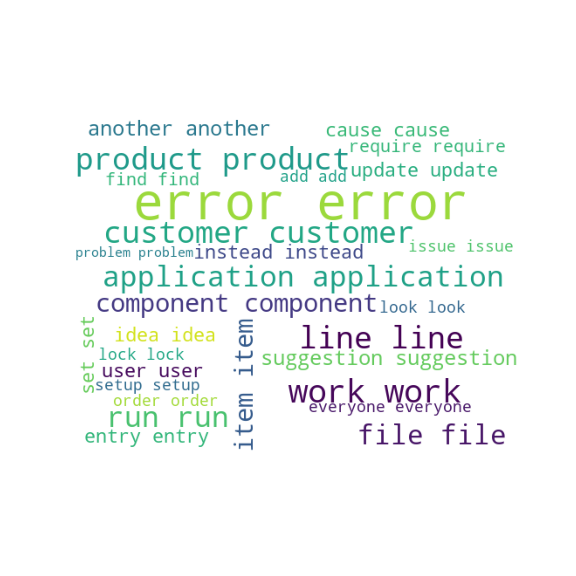 another another
cause cause
require require
product product
find find
add add
update update
error error
customer customer
issue issue
problem problem
instead instead
application application
component component
look look
set set
idea idea
item item
line line
lock lock
suggestion suggestion
user user
setup setup
work work
order order
everyone everyone
run run
entry entry
file file